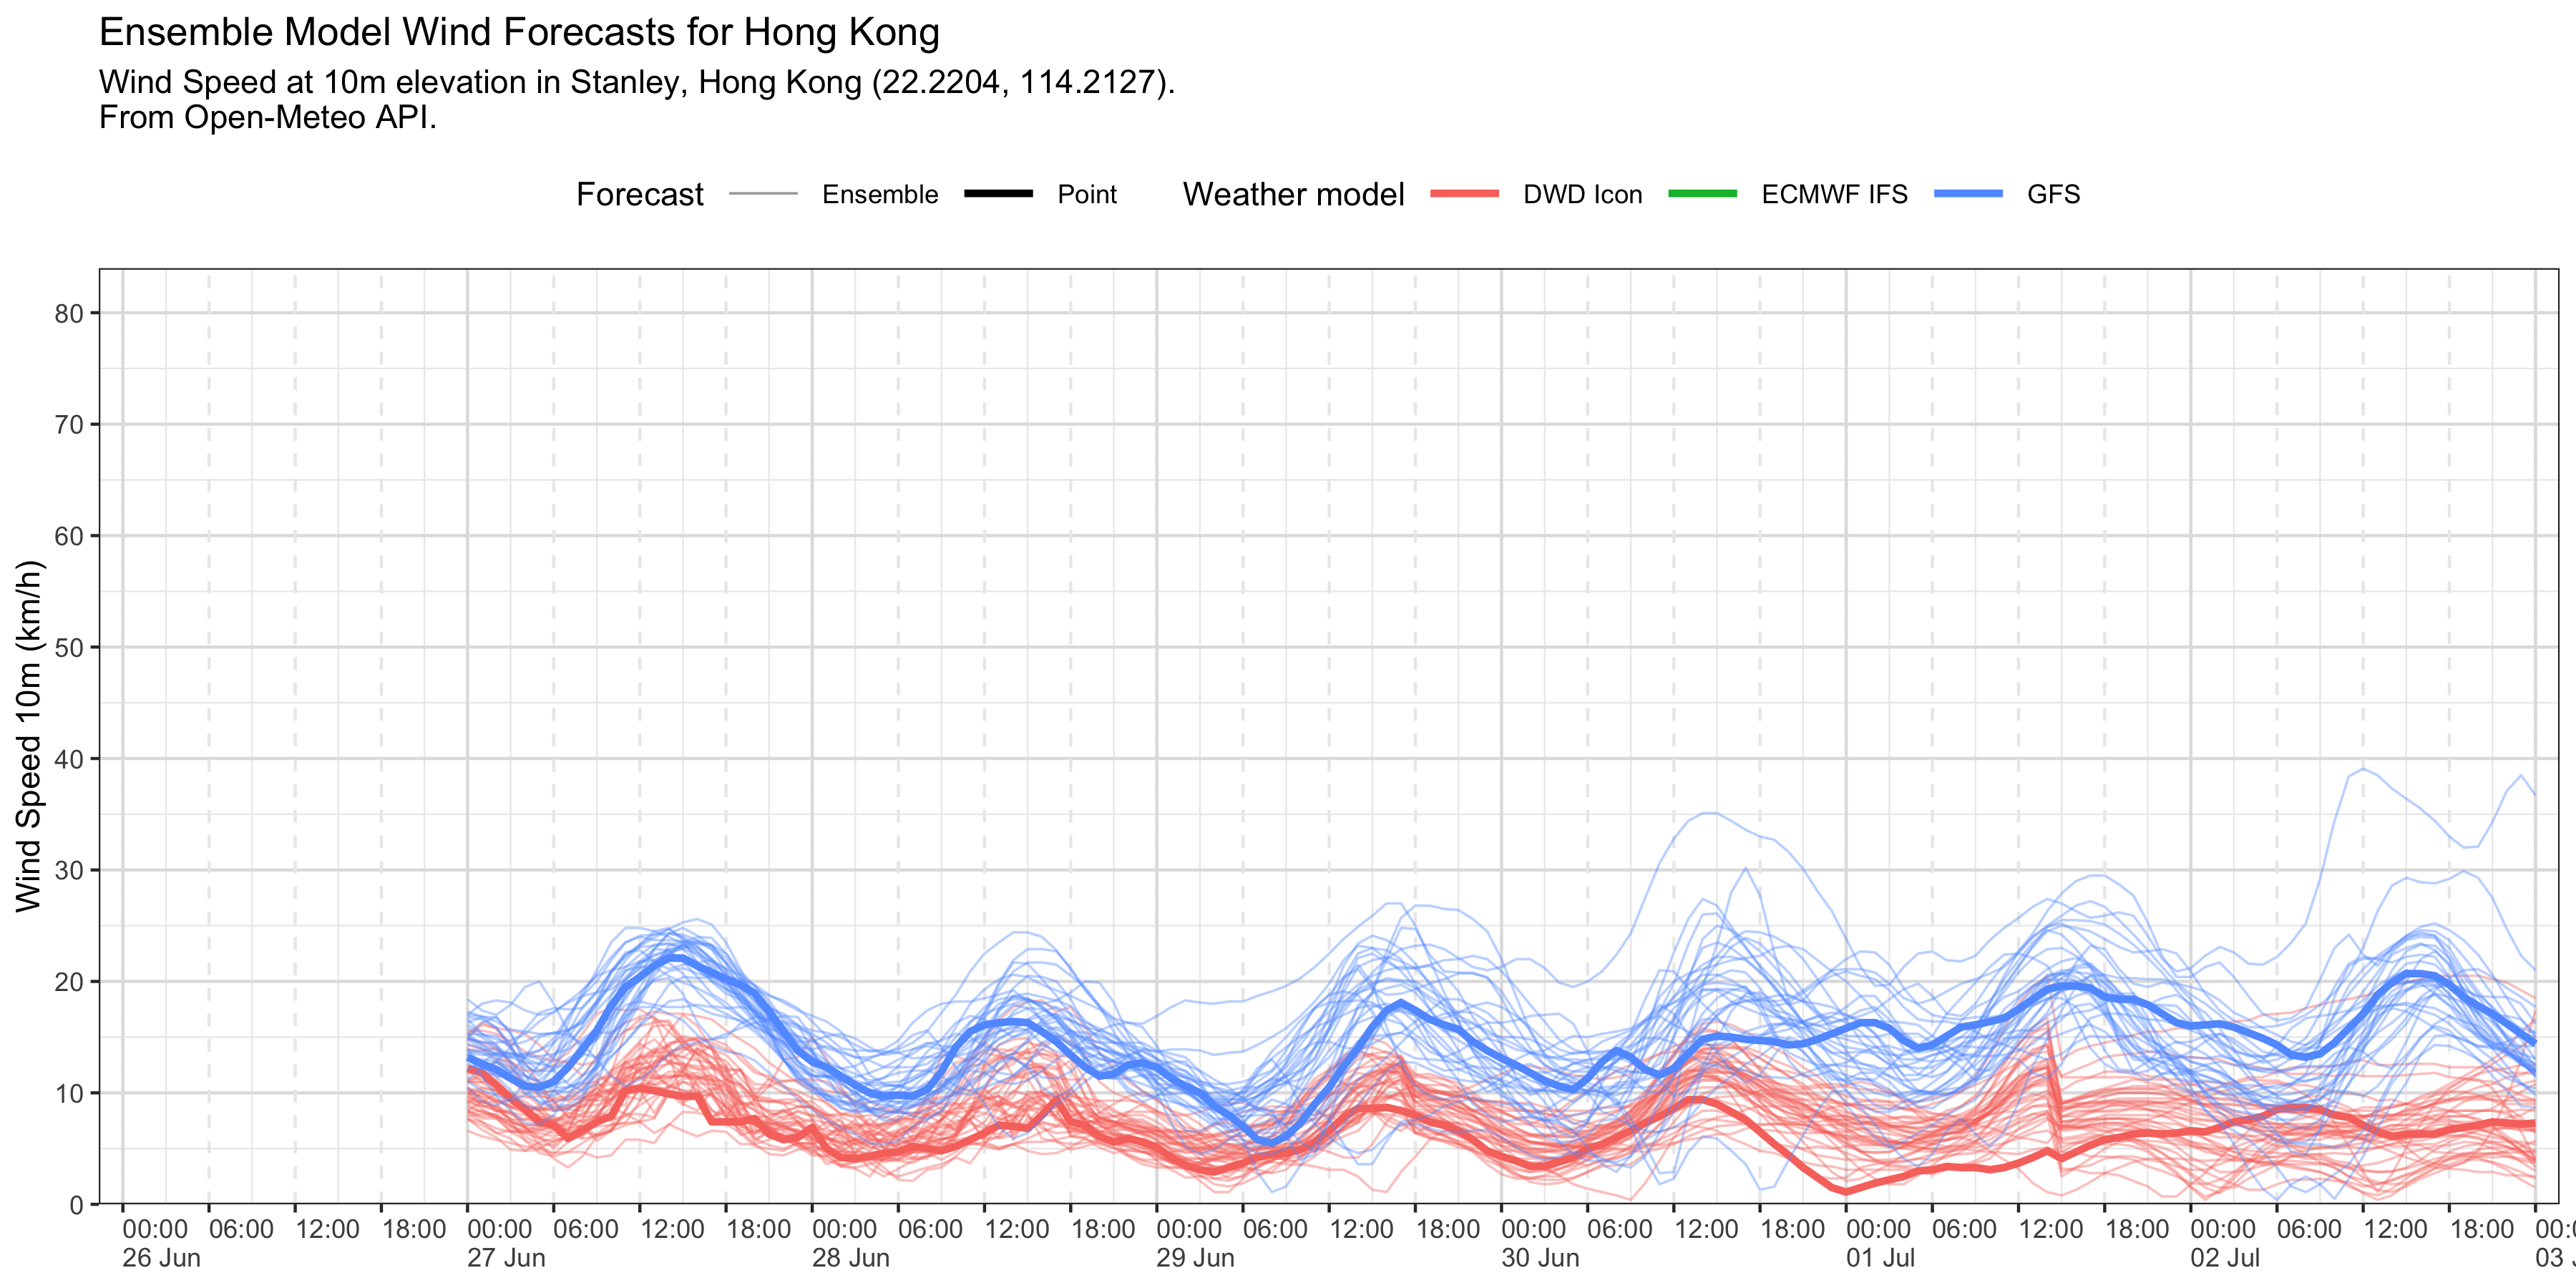 Ensemble Model Wind Forecasts for Hong Kong
Wind Speed at 10m elevation in Stanley, Hong Kong (22.2204, 114.2127).
From Open-Meteo API.
Forecast Ensemble Point Weather model DWD Icon ECMWF IFS GFS
80
70
60
50
40
30
20
10
0
Wind Speed 10m (km/h)
00:00 06:00 12:00 18:00 00:00 06:00 12:00 18:00 00:00 06:00 12:00 18:00 00:00 06:00 12:00 18:00 00:00 06:00 12:00 18:00 00:00 06:00 12:00 18:00 00:00 06:00 12:00 18:00
26 Jun 27 Jun 28 Jun 29 Jun 30 Jun 01 Jul 02 Jul 03